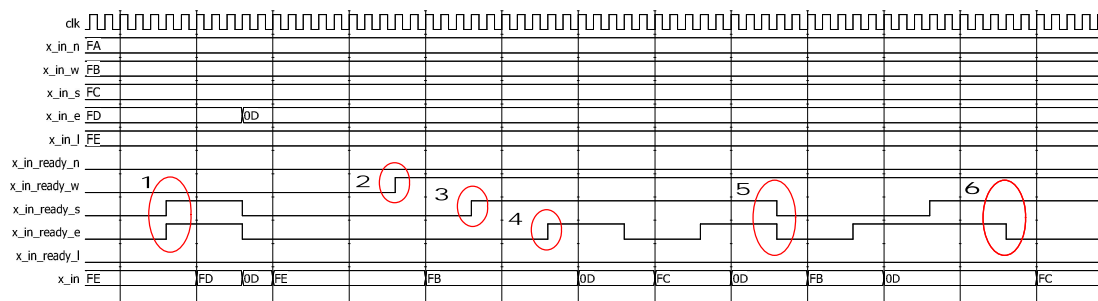 clk
x_in_n FA
x_in_w FB
x_in_s FC
x_in_e FD 0D
x_in_l FE
x_in_ready_n
x_in_ready_w 2
1 3 5 6
x_in_ready_s
4
x_in_ready_e
x_in_ready_l
x_in FE FD 0D FE FB 0D FC 0D FB 0D FC